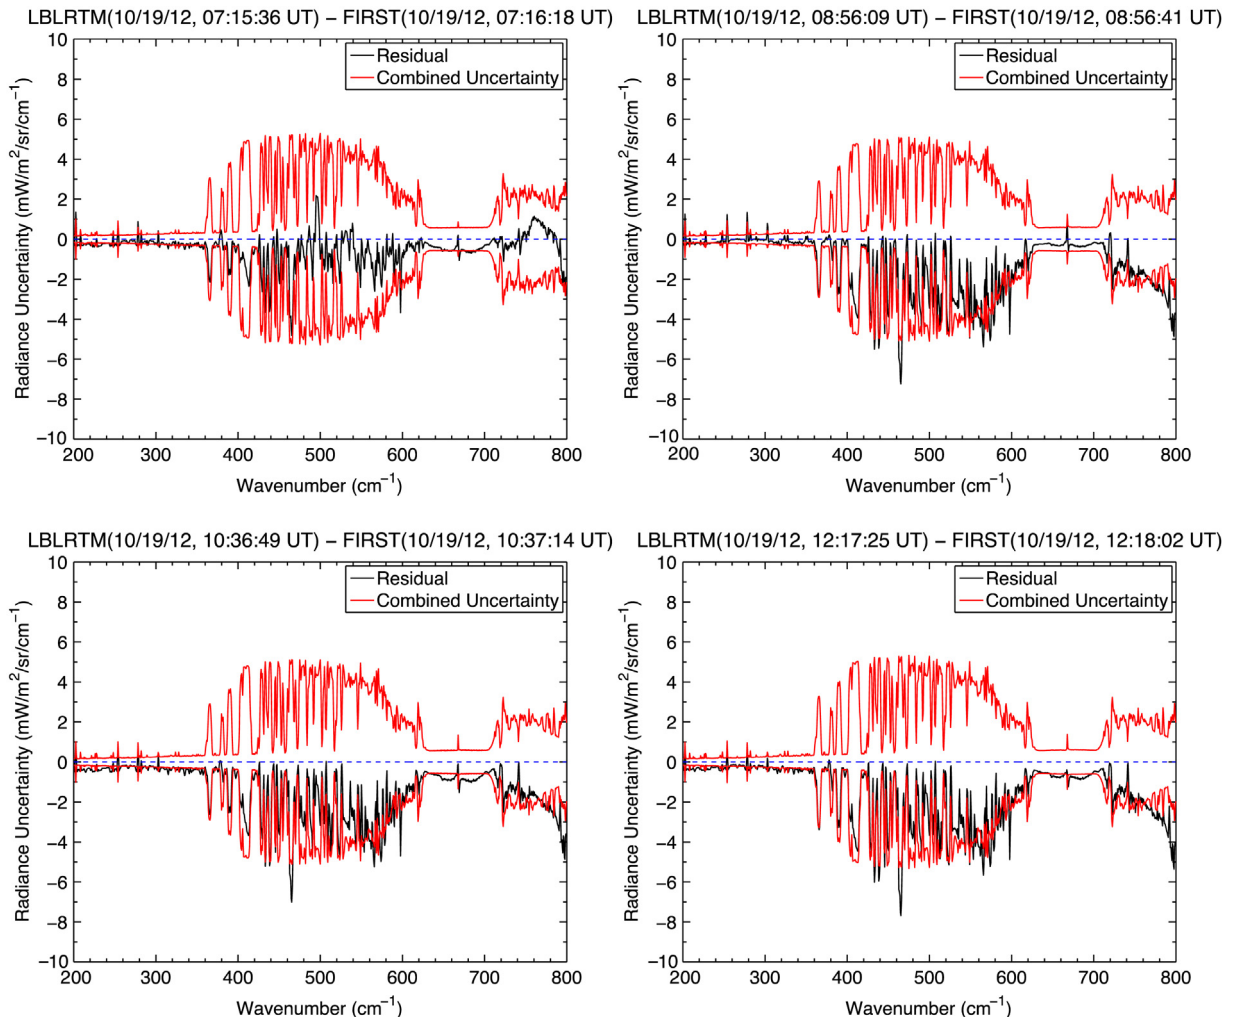 LBLRTM(10/19/12, 07:15:36 UT) − FIRST(10/19/12, 07:16:18 UT)
10
8
6
4
2
0
−2
−4
−6
−8
−10
Radiance Uncertainty (mW/m²/sr/cm⁻¹)
Residual
Combined Uncertainty
200 300 400 500 600 700 800
Wavenumber (cm⁻¹)
LBLRTM(10/19/12, 08:56:09 UT) − FIRST(10/19/12, 08:56:41 UT)
10
8
6
4
2
0
−2
−4
−6
−8
−10
Radiance Uncertainty (mW/m²/sr/cm⁻¹)
Residual
Combined Uncertainty
200 300 400 500 600 700 800
Wavenumber (cm⁻¹)
LBLRTM(10/19/12, 10:36:49 UT) − FIRST(10/19/12, 10:37:14 UT)
10
8
6
4
2
0
−2
−4
−6
−8
−10
Radiance Uncertainty (mW/m²/sr/cm⁻¹)
Residual
Combined Uncertainty
200 300 400 500 600 700 800
Wavenumber (cm⁻¹)
LBLRTM(10/19/12, 12:17:25 UT) − FIRST(10/19/12, 12:18:02 UT)
10
8
6
4
2
0
−2
−4
−6
−8
−10
Radiance Uncertainty (mW/m²/sr/cm⁻¹)
Residual
Combined Uncertainty
200 300 400 500 600 700 800
Wavenumber (cm⁻¹)